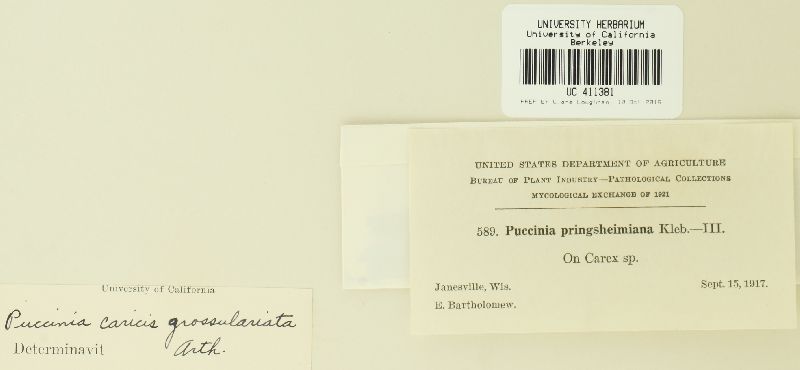 UNIVERSITY HERBARIUM
University of California
Berkeley
UC 411381
UNITED STATES DEPARTMENT OF AGRICULTURE
BUREAU OF PLANT INDUSTRY—PATHOLOGICAL COLLECTIONS
MYCOLOGICAL EXCHANGE OF 1921
589. Puccinia pringsheimiana Kleb.—III.
On Carex sp.
Janesville, Wis. Sept. 15, 1917.
E. Bartholomew.
University of California
Puccinia caricis grossulariata
Determinavit Arth.